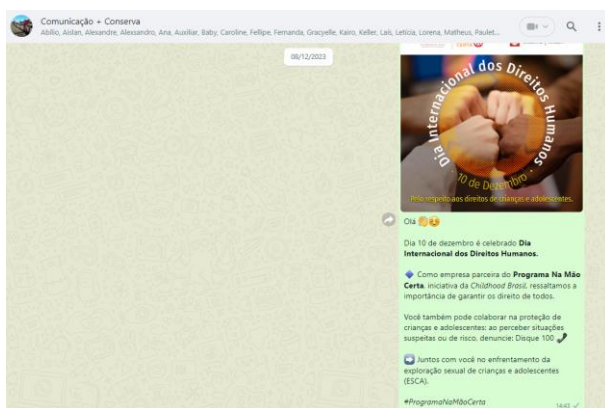 Comunicação + Conserva
Abílio, Aislan, Alexandre, Alexsandro, Ana, Auxiliar, Baby, Caroline, Fellipe, Fernanda, Gracyelle, Kairo, Keller, Laís, Letícia, Lorena, Matheus, Paulet...
08/12/2023
Dia Internacional dos Direitos Humanos
10 de Dezembro
Pelo respeito aos direitos de crianças e adolescentes.
Olá 👏😊
Dia 10 de dezembro é celebrado Dia
Internacional dos Direitos Humanos.
🔷 Como empresa parceira do Programa Na Mão
Certa, iniciativa da Childhood Brasil, ressaltamos a
importância de garantir os direito de todos.
Você também pode colaborar na proteção de
crianças e adolescentes: ao perceber situações
suspeitas ou de risco, denuncie: Disque 100 📞
➡️ Juntos com você no enfrentamento da
exploração sexual de crianças e adolescentes
(ESCA).
#ProgramaNaMãoCerta
14:43